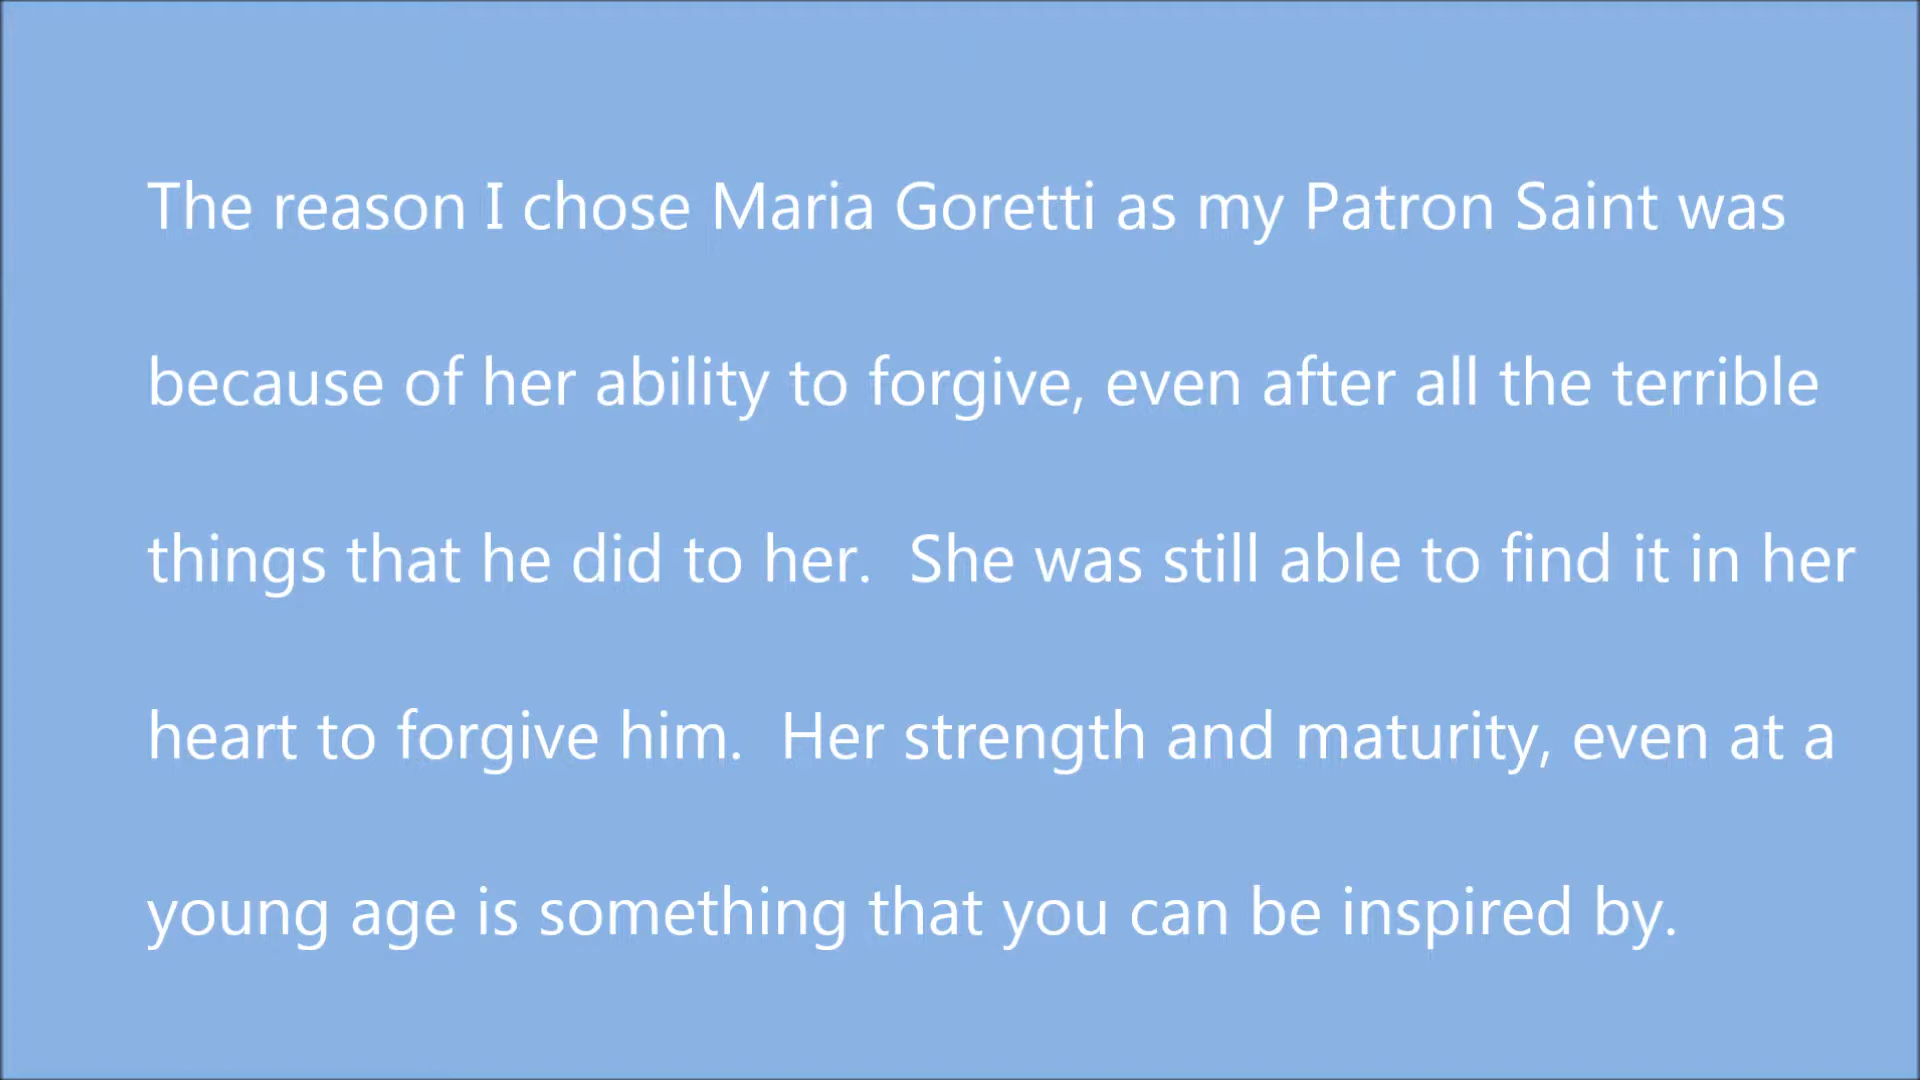 The reason I chose Maria Goretti as my Patron Saint was
because of her ability to forgive, even after all the terrible
things that he did to her.  She was still able to find it in her
heart to forgive him.  Her strength and maturity, even at a
young age is something that you can be inspired by.